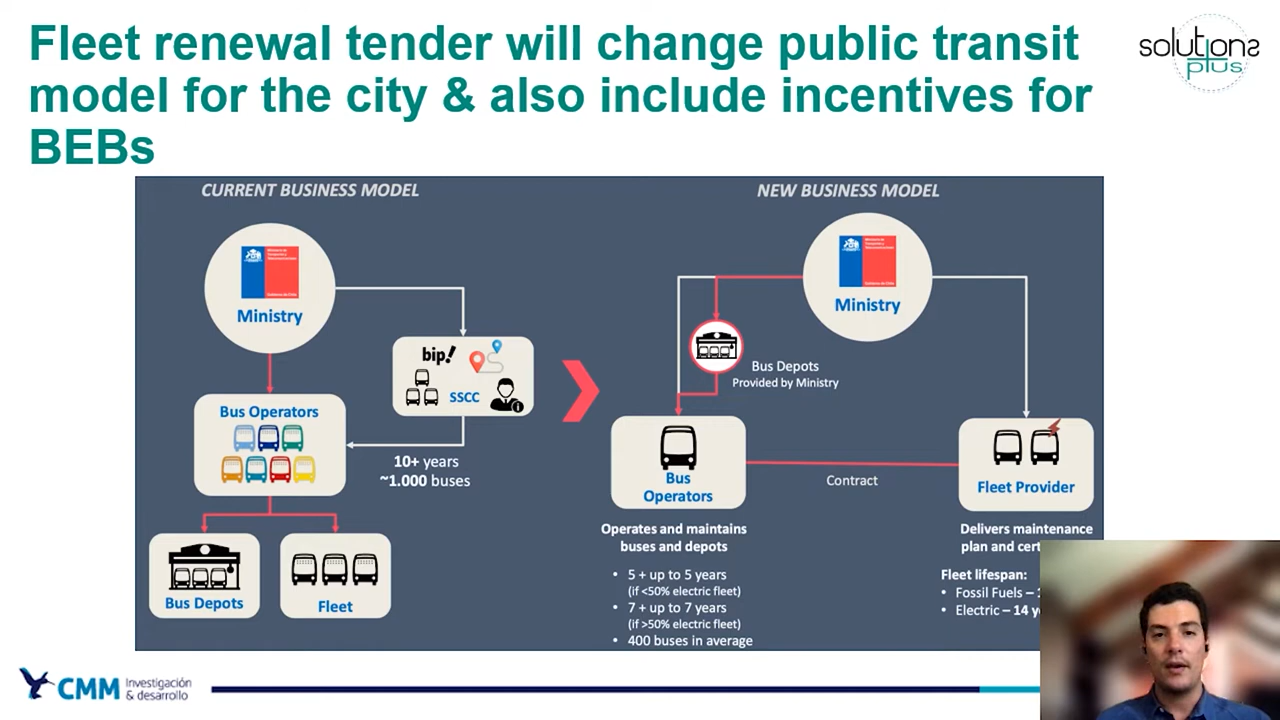 Fleet renewal tender will change public transit
model for the city & also include incentives for
BEBs
solutions
plus
CURRENT BUSINESS MODEL
Ministry
bip!
SSCC
Bus Operators
10+ years
~1.000 buses
Bus Depots
Fleet
NEW BUSINESS MODEL
Ministry
Bus Depots
Provided by Ministry
Bus
Operators
Contract
Fleet Provider
Operates and maintains
buses and depots
• 5 + up to 5 years
(if <50% electric fleet)
• 7 + up to 7 years
(if >50% electric fleet)
• 400 buses in average
Delivers maintenance
plan and
Fleet lifespan:
• Fossil Fuels –
• Electric – 14
CMM Investigación
& desarrollo